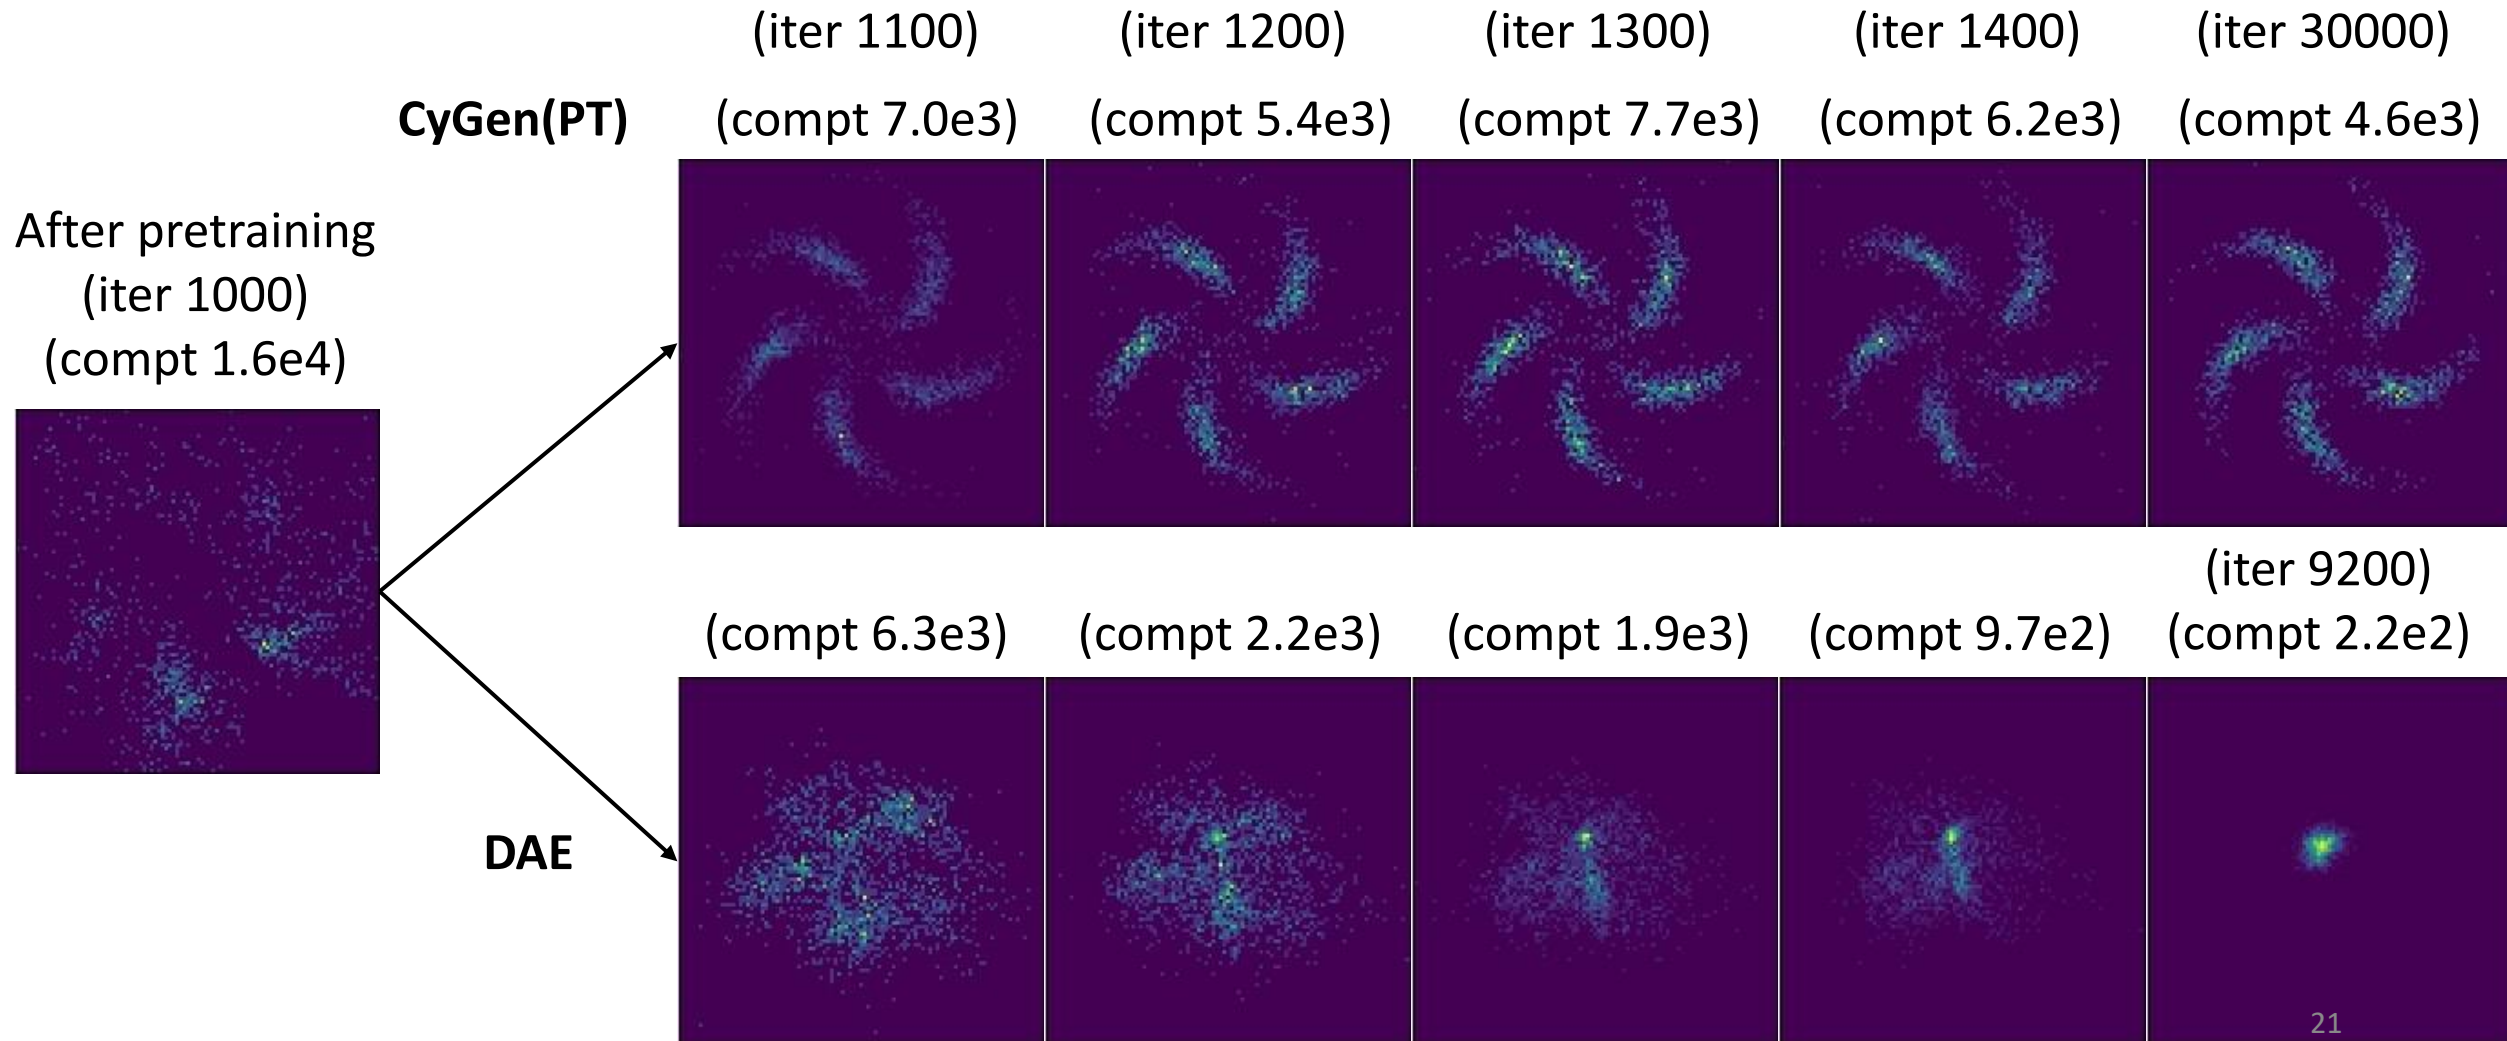 (iter 1100) (iter 1200) (iter 1300) (iter 1400) (iter 30000)
CyGen(PT) (compt 7.0e3) (compt 5.4e3) (compt 7.7e3) (compt 6.2e3) (compt 4.6e3)
After pretraining
(iter 1000)
(compt 1.6e4)
(iter 9200)
(compt 6.3e3) (compt 2.2e3) (compt 1.9e3) (compt 9.7e2) (compt 2.2e2)
DAE
21